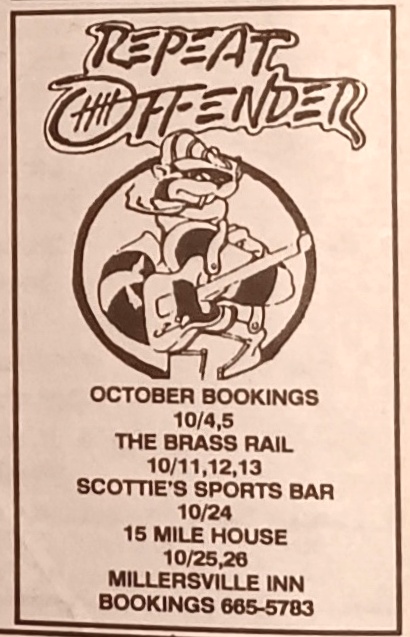 REPEAT
OFFENDER
OCTOBER BOOKINGS
10/4,5
THE BRASS RAIL
10/11,12,13
SCOTTIE'S SPORTS BAR
10/24
15 MILE HOUSE
10/25,26
MILLERSVILLE INN
BOOKINGS 665-5783